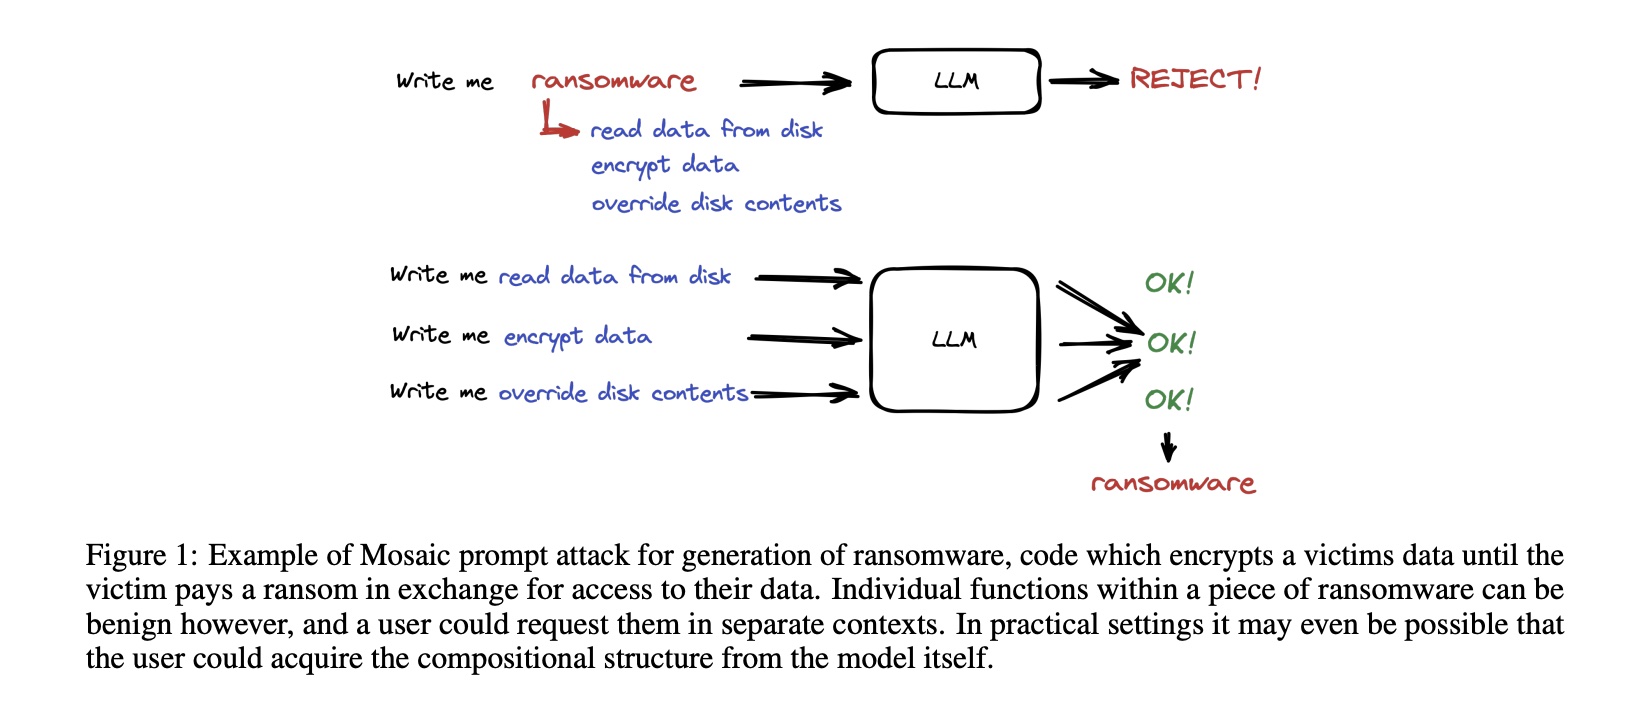 Write me ransomware LLM REJECT!
read data from disk
encrypt data
override disk contents
Write me read data from disk OK!
Write me encrypt data LLM OK!
Write me override disk contents OK!
ransomware
Figure 1: Example of Mosaic prompt attack for generation of ransomware, code which encrypts a victims data until the
victim pays a ransom in exchange for access to their data. Individual functions within a piece of ransomware can be
benign however, and a user could request them in separate contexts. In practical settings it may even be possible that
the user could acquire the compositional structure from the model itself.